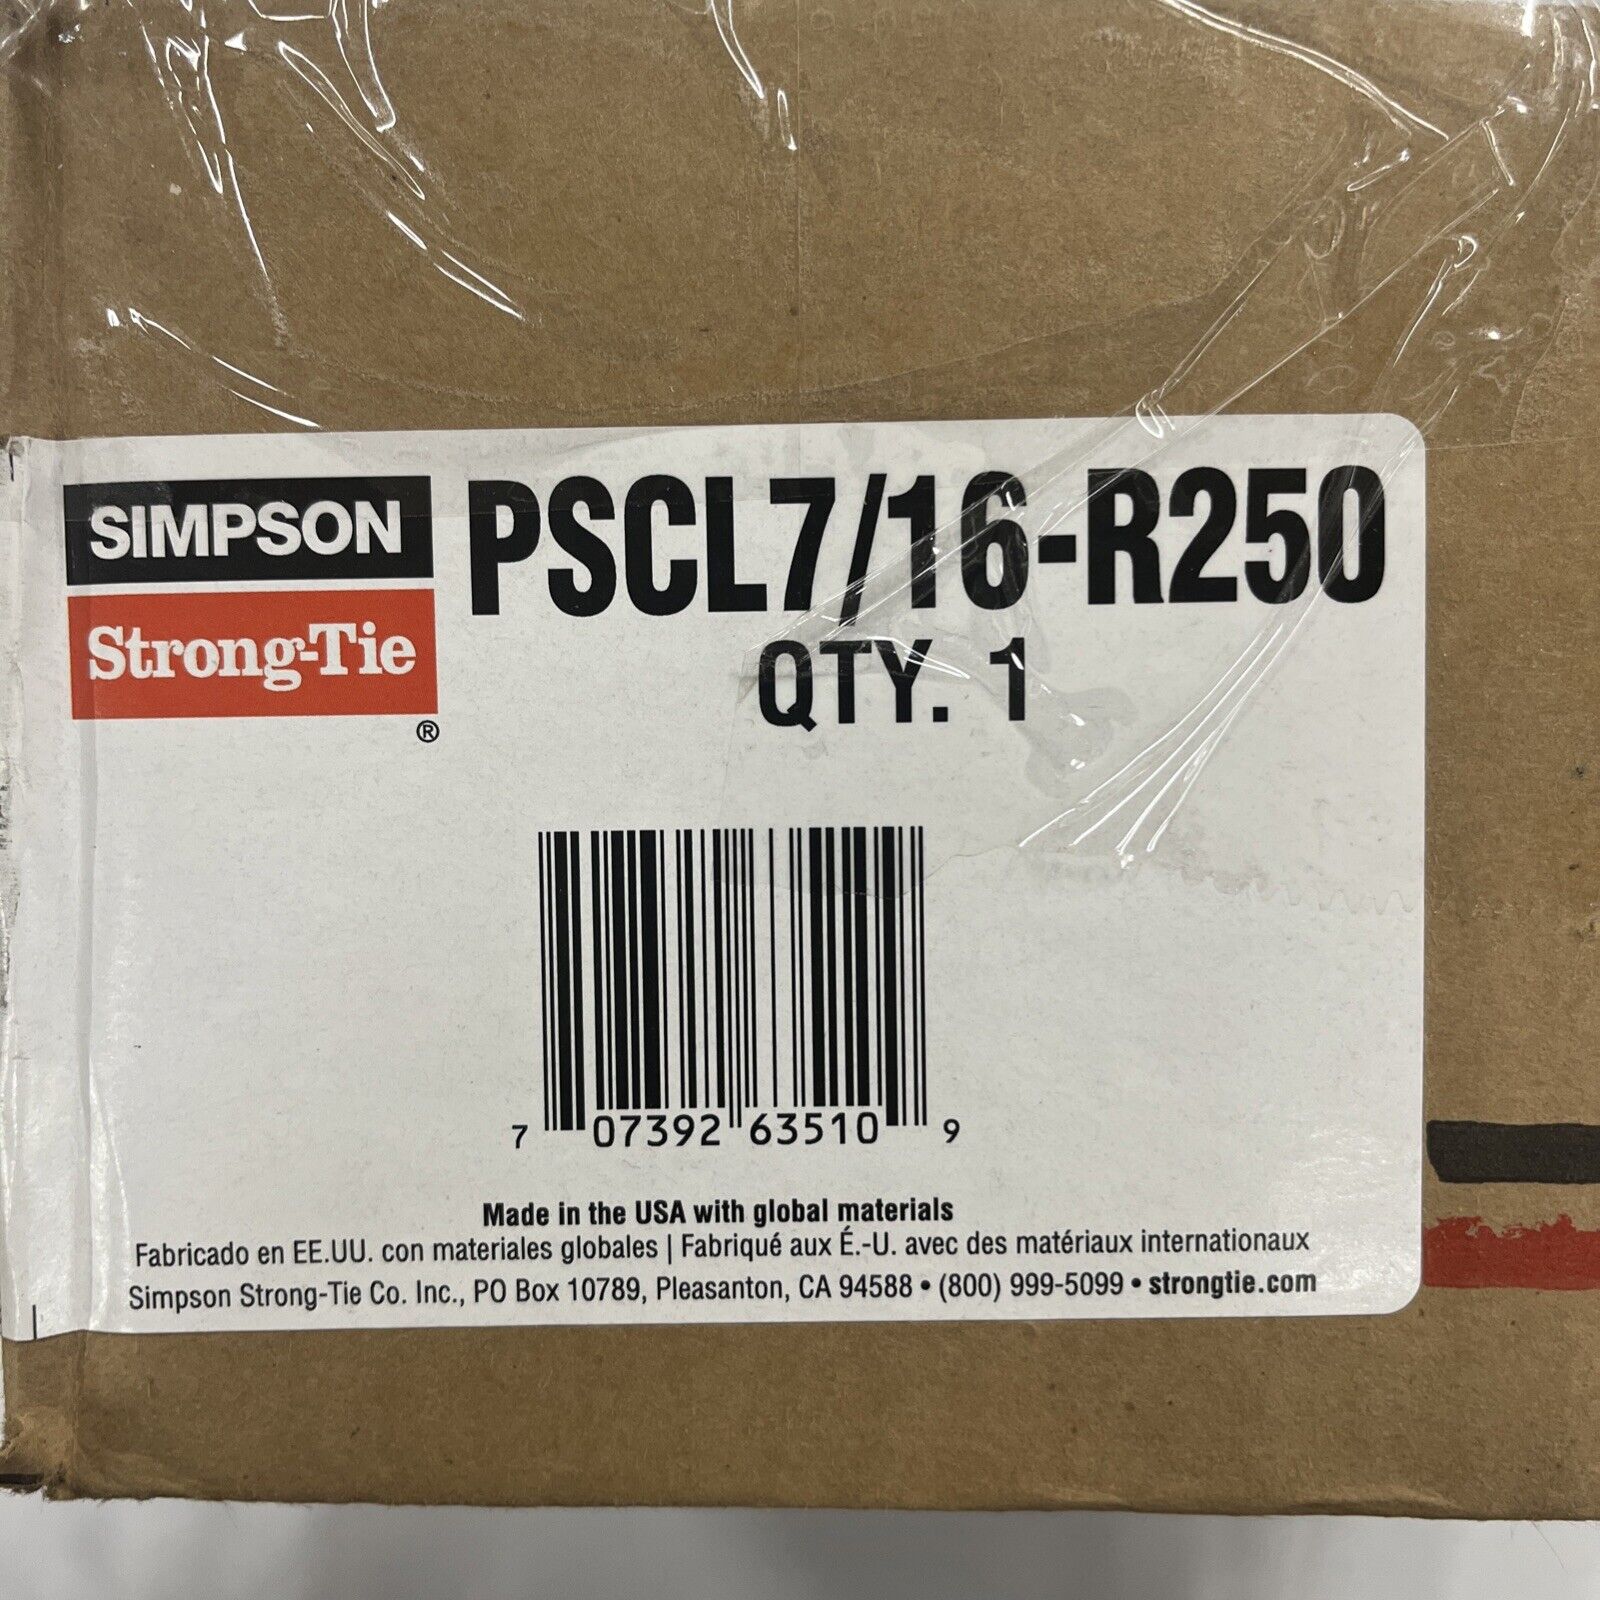 SIMPSON
Strong-Tie
®
PSCL7/16-R250
QTY. 1
7 07392 63510 9
Made in the USA with global materials
Fabricado en EE.UU. con materiales globales | Fabriqué aux É.-U. avec des matériaux internationaux
Simpson Strong-Tie Co. Inc., PO Box 10789, Pleasanton, CA 94588 • (800) 999-5099 • strongtie.com